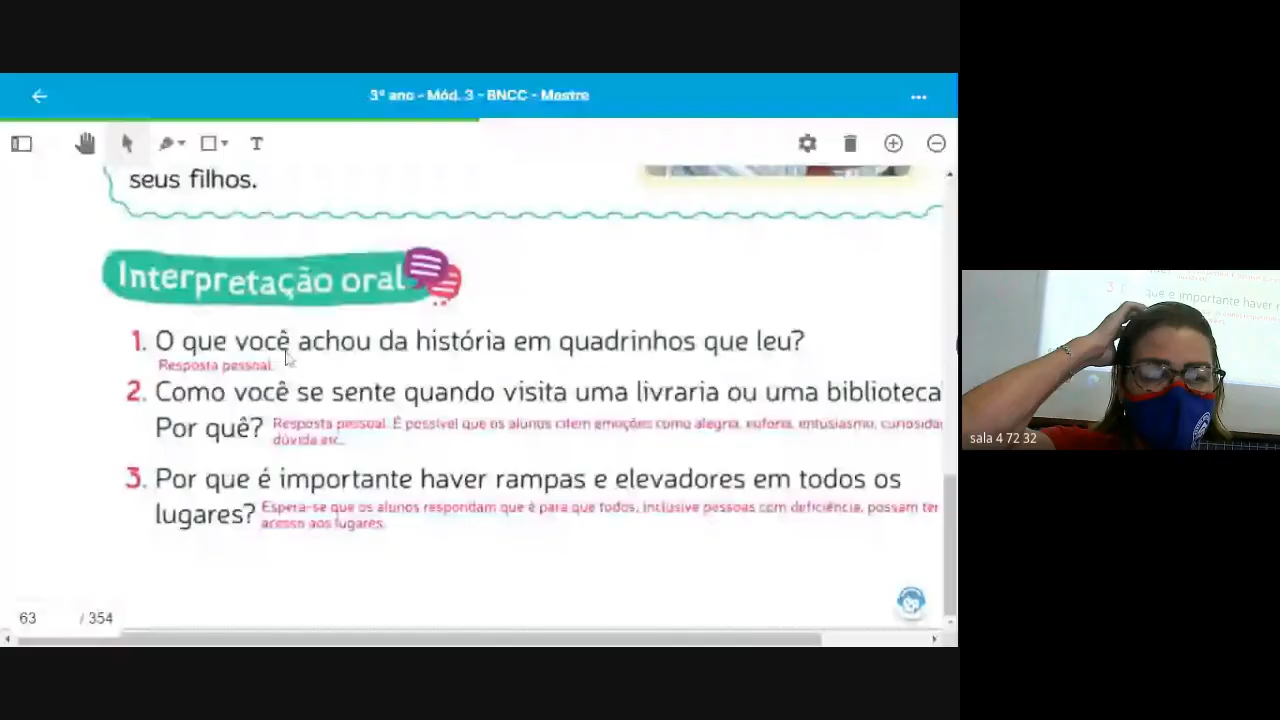 3º ano - Mód. 3 - BNCC - Mestre
T
seus filhos.
Interpretação oral
1. O que você achou da história em quadrinhos que leu?
Resposta pessoal.
2. Como você se sente quando visita uma livraria ou uma biblioteca
Por quê? Resposta pessoal. É possível que os alunos citem emoções como alegria, euforia, entusiasmo, curiosida
dúvida etc.
3. Por que é importante haver rampas e elevadores em todos os
lugares? Espera-se que os alunos respondam que é para que todos, inclusive pessoas com deficiência, possam ter
acesso aos lugares.
63 / 354
que é importante haver
sala 4 72 32